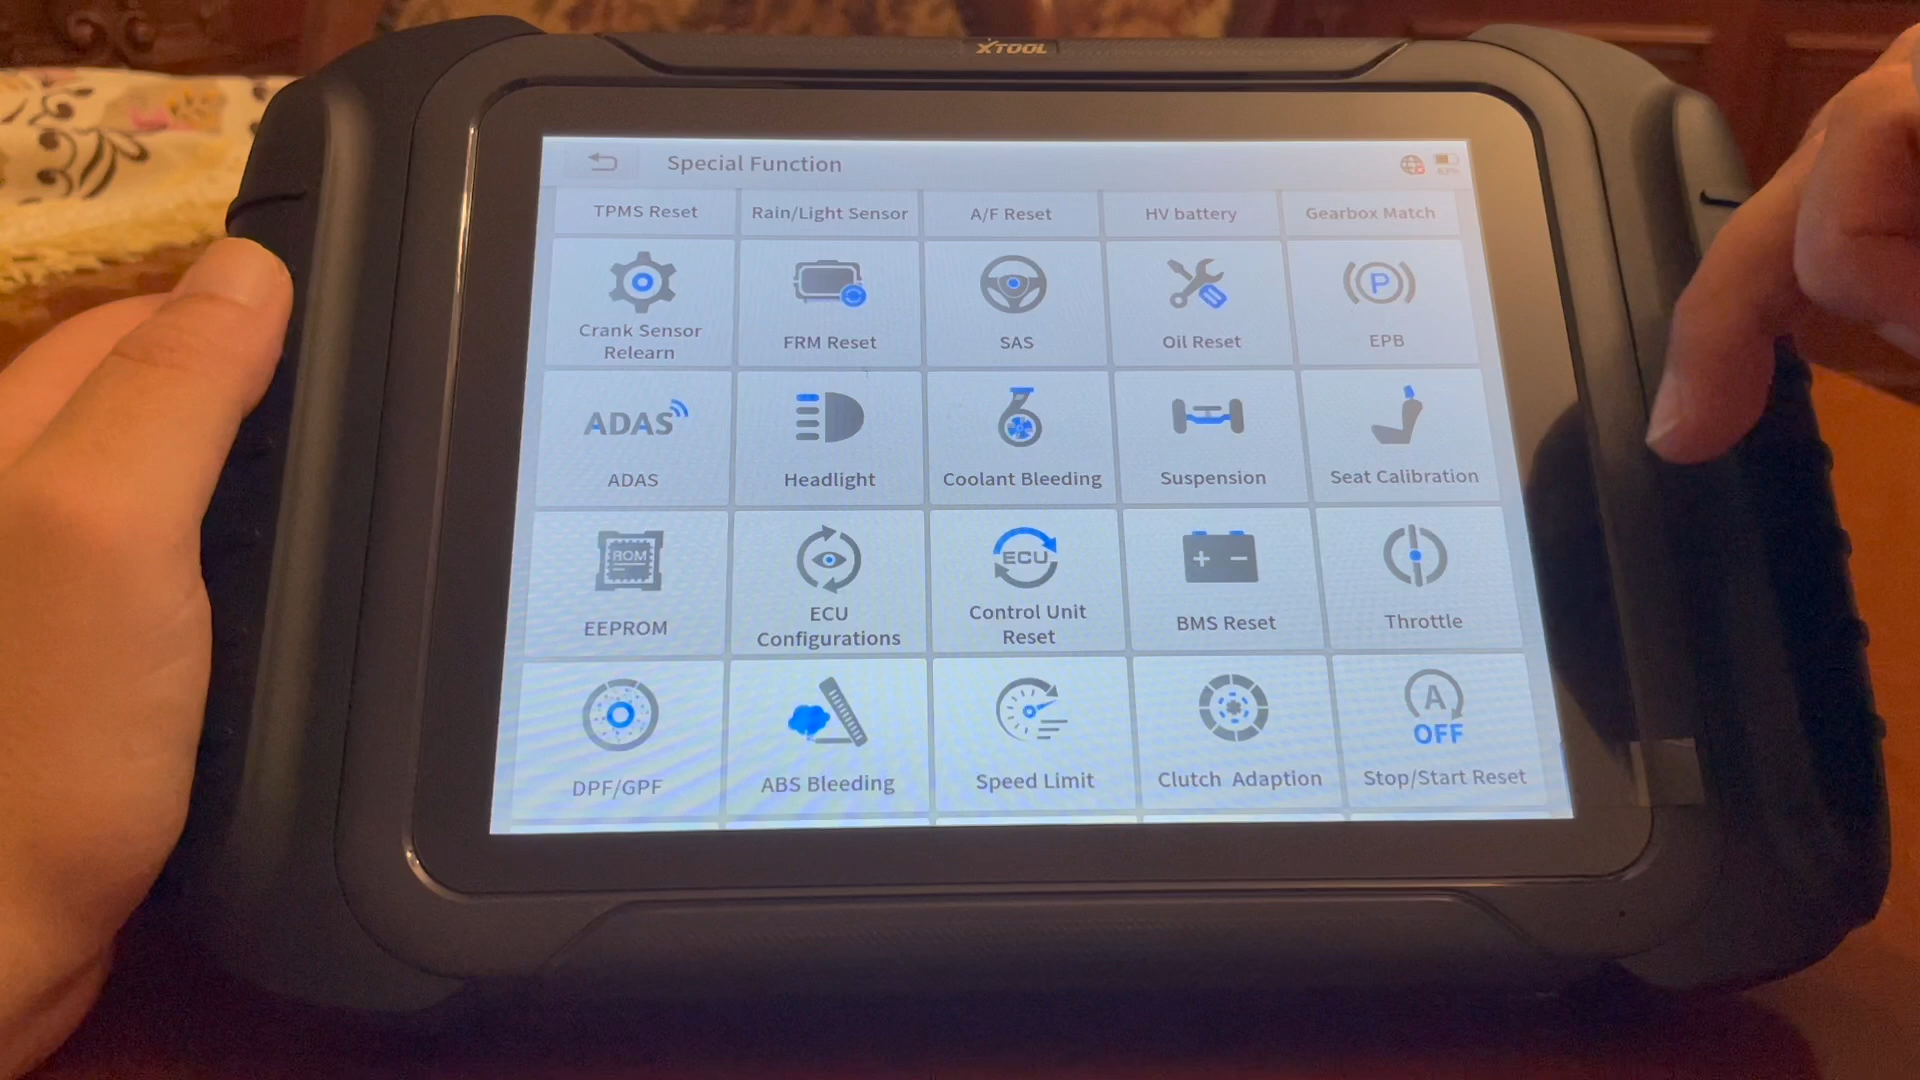 XTOOL
Special Function
TPMS Reset
Rain/Light Sensor
A/F Reset
HV battery
Gearbox Match
Crank Sensor
Relearn
FRM Reset
SAS
Oil Reset
P
EPB
ADAS
ADAS
Headlight
Coolant Bleeding
Suspension
Seat Calibration
ROM
EEPROM
ECU
Configurations
ECU
Control Unit
Reset
+ -
BMS Reset
Throttle
DPF/GPF
ABS Bleeding
Speed Limit
Clutch Adaption
A
OFF
Stop/Start Reset